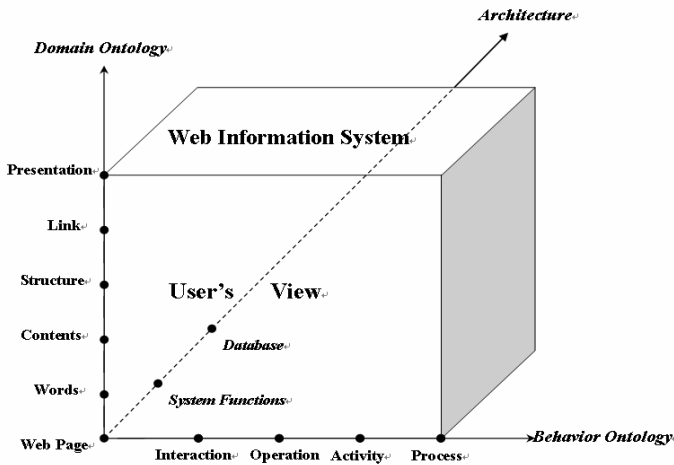 Architecture
Domain Ontology
Web Information System
Presentation
Link
Structure
User's View
Contents
Database
Words
System Functions
Web Page
Behavior Ontology
Interaction Operation Activity Process